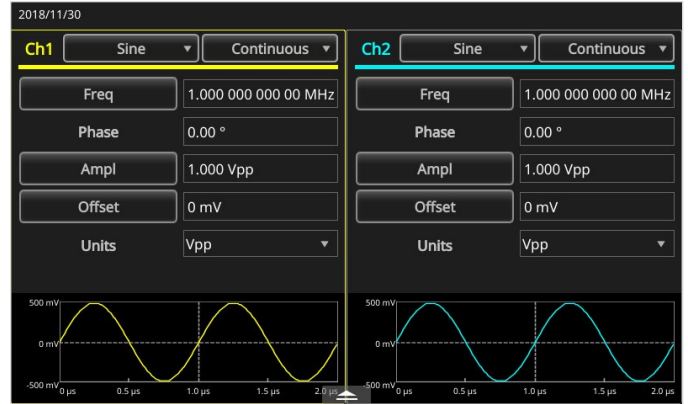 2018/11/30
Ch1 Sine Continuous
Freq 1.000 000 000 00 MHz
Phase 0.00 °
Ampl 1.000 Vpp
Offset 0 mV
Units Vpp
500 mV
0 mV
-500 mV
0 µs 0.5 µs 1.0 µs 1.5 µs 2.0 µs
Ch2 Sine Continuous
Freq 1.000 000 000 00 MHz
Phase 0.00 °
Ampl 1.000 Vpp
Offset 0 mV
Units Vpp
500 mV
0 mV
-500 mV
0 µs 0.5 µs 1.0 µs 1.5 µs 2.0 µs